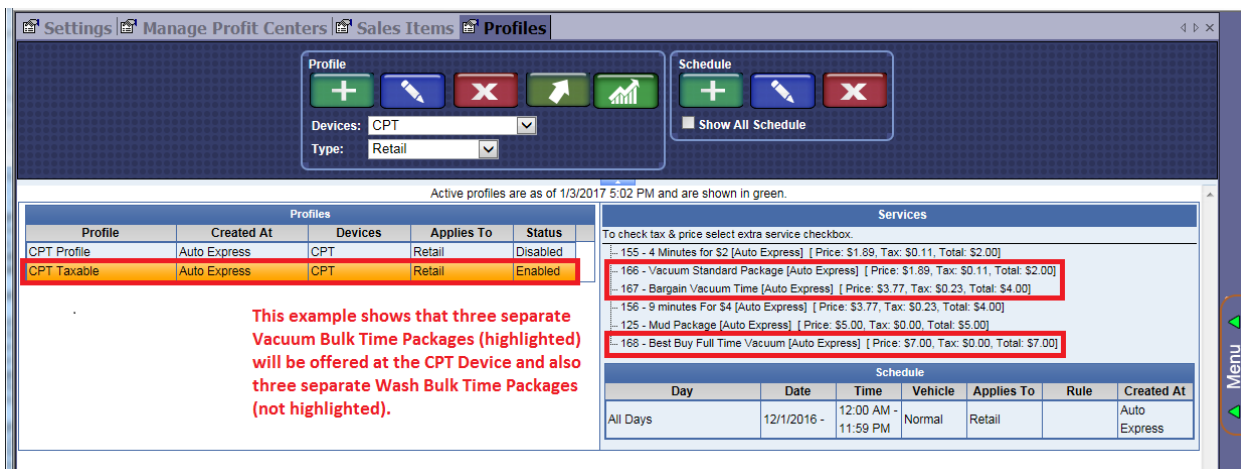 Settings Manage Profit Centers Sales Items Profiles
Profile
Schedule
Devices: CPT
Show All Schedule
Type: Retail
Active profiles are as of 1/3/2017 5:02 PM and are shown in green.
Profiles
Profile Created At Devices Applies To Status
CPT Profile Auto Express CPT Retail Disabled
CPT Taxable Auto Express CPT Retail Enabled
This example shows that three separate
Vacuum Bulk Time Packages (highlighted)
will be offered at the CPT Device and also
three separate Wash Bulk Time Packages
(not highlighted).
Services
To check tax & price select extra service checkbox.
155 - 4 Minutes for $2 [Auto Express] [ Price: $1.89, Tax: $0.11, Total: $2.00]
166 - Vacuum Standard Package [Auto Express] [ Price: $1.89, Tax: $0.11, Total: $2.00]
167 - Bargain Vacuum Time [Auto Express] [ Price: $3.77, Tax: $0.23, Total: $4.00]
156 - 9 minutes For $4 [Auto Express] [ Price: $3.77, Tax: $0.23, Total: $4.00]
125 - Mud Package [Auto Express] [ Price: $5.00, Tax: $0.00, Total: $5.00]
168 - Best Buy Full Time Vacuum [Auto Express] [ Price: $7.00, Tax: $0.00, Total: $7.00]
Schedule
Day Date Time Vehicle Applies To Rule Created At
All Days 12/1/2016 - 12:00 AM - Normal Retail Auto
11:59 PM Express
Menu